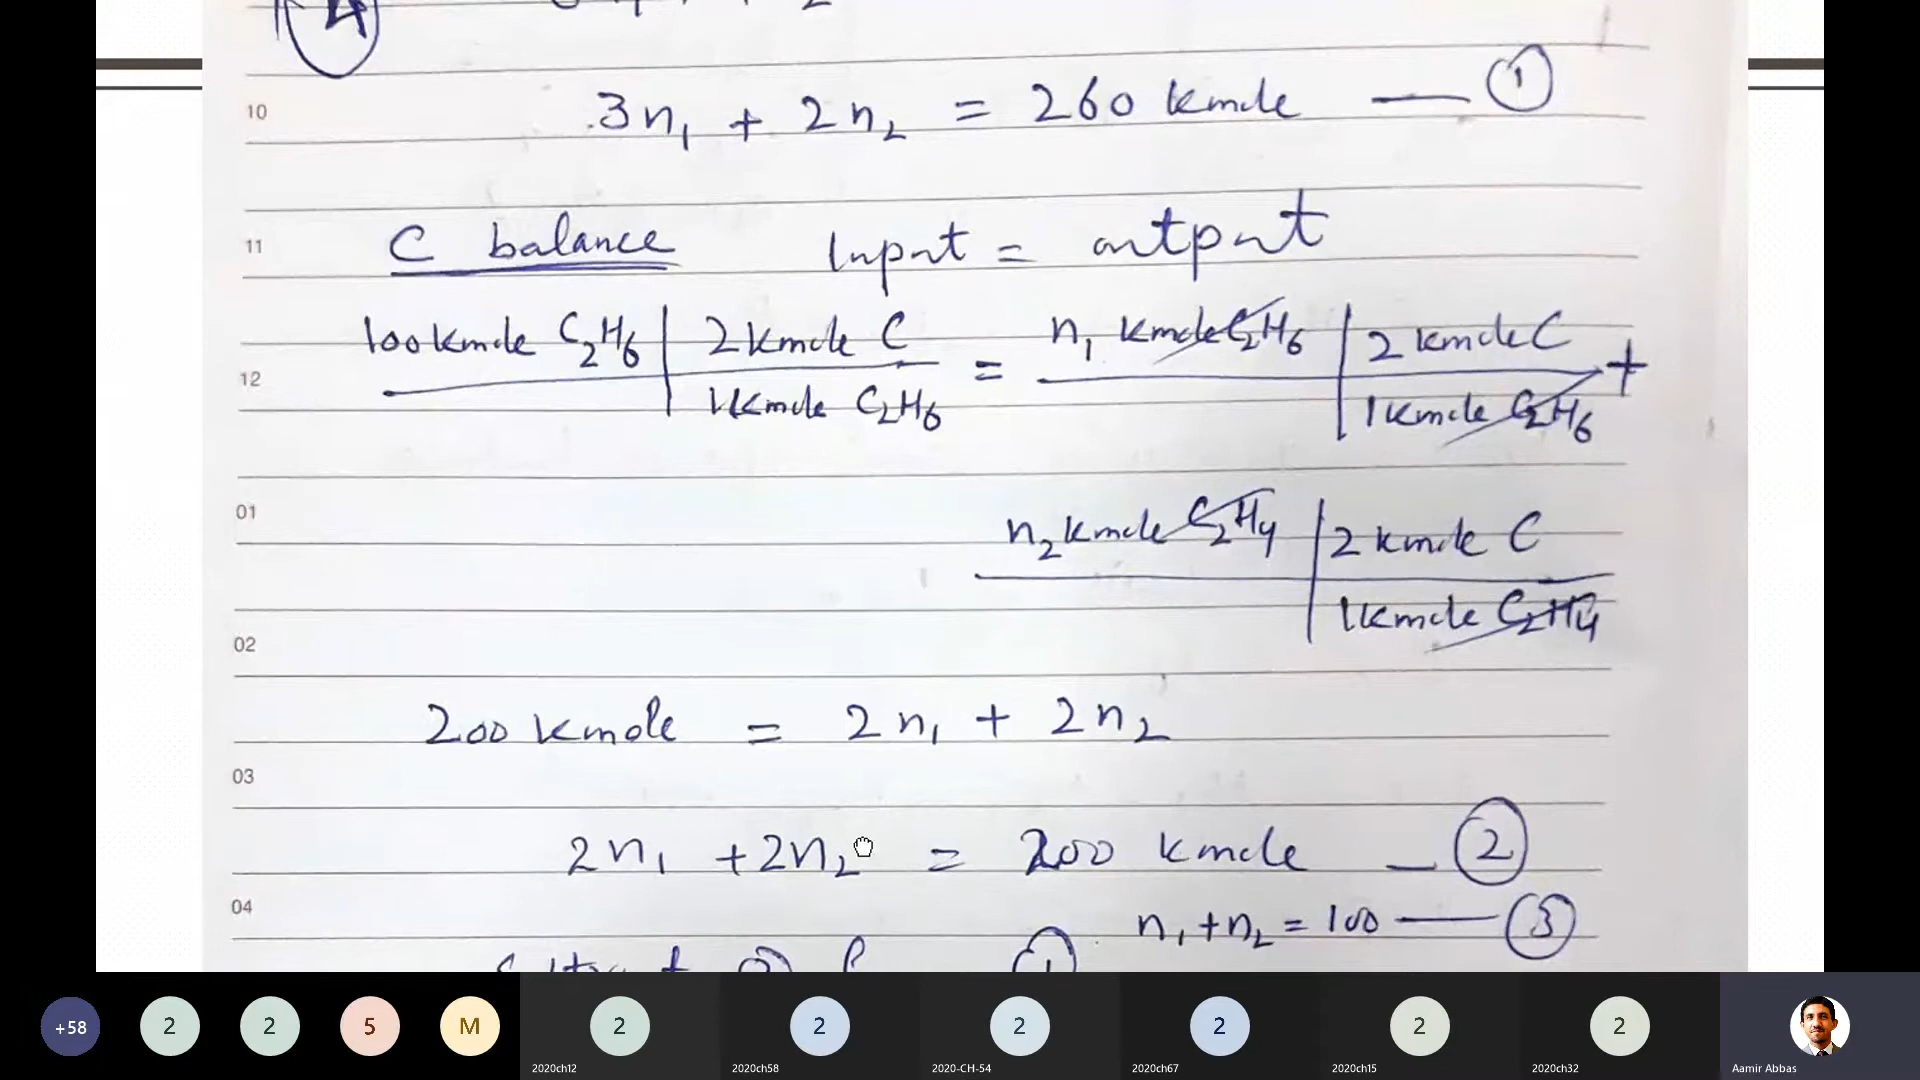 4
10
3n₁ + 2n₂ = 260 kmole — ①
11
C balance Input = output
100 kmole C₂H₆ | 2 kmole C = n₁ kmole C₂H₆ | 2 kmole C +
12
1 kmole C₂H₆ 1 kmole C₂H₆
01
n₂ kmole C₂H₄ | 2 kmole C
1 kmole C₂H₄
02
200 kmole = 2n₁ + 2n₂
03
2n₁ + 2n₂ = 200 kmole — ②
04
n₁ + n₂ = 100 — ③
+58 2 2 5 M 2 2 2 2 2 2
2020ch12 2020ch58 2020-CH-54 2020ch67 2020ch15 2020ch32 Aamir Abbas